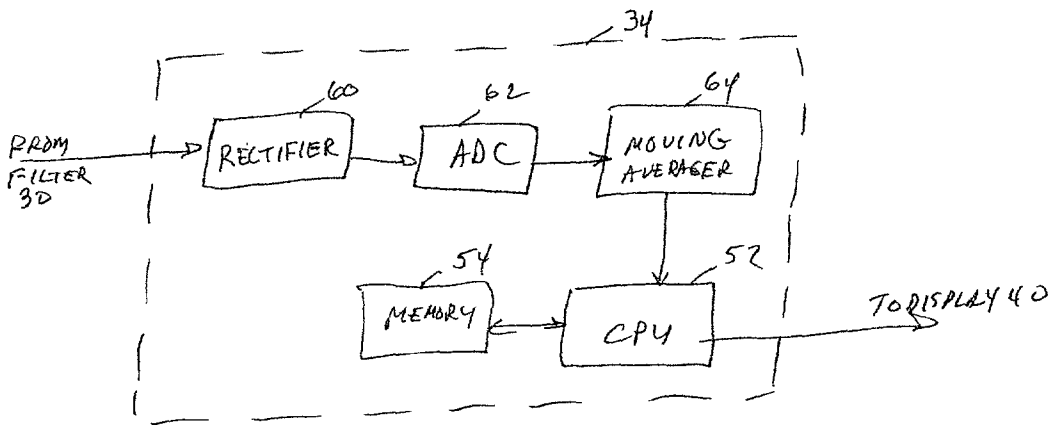 34
60
62
64
FROM
FILTER
30
RECTIFIER
ADC
MOVING
AVERAGER
54
52
MEMORY
CPU
TO DISPLAY 40